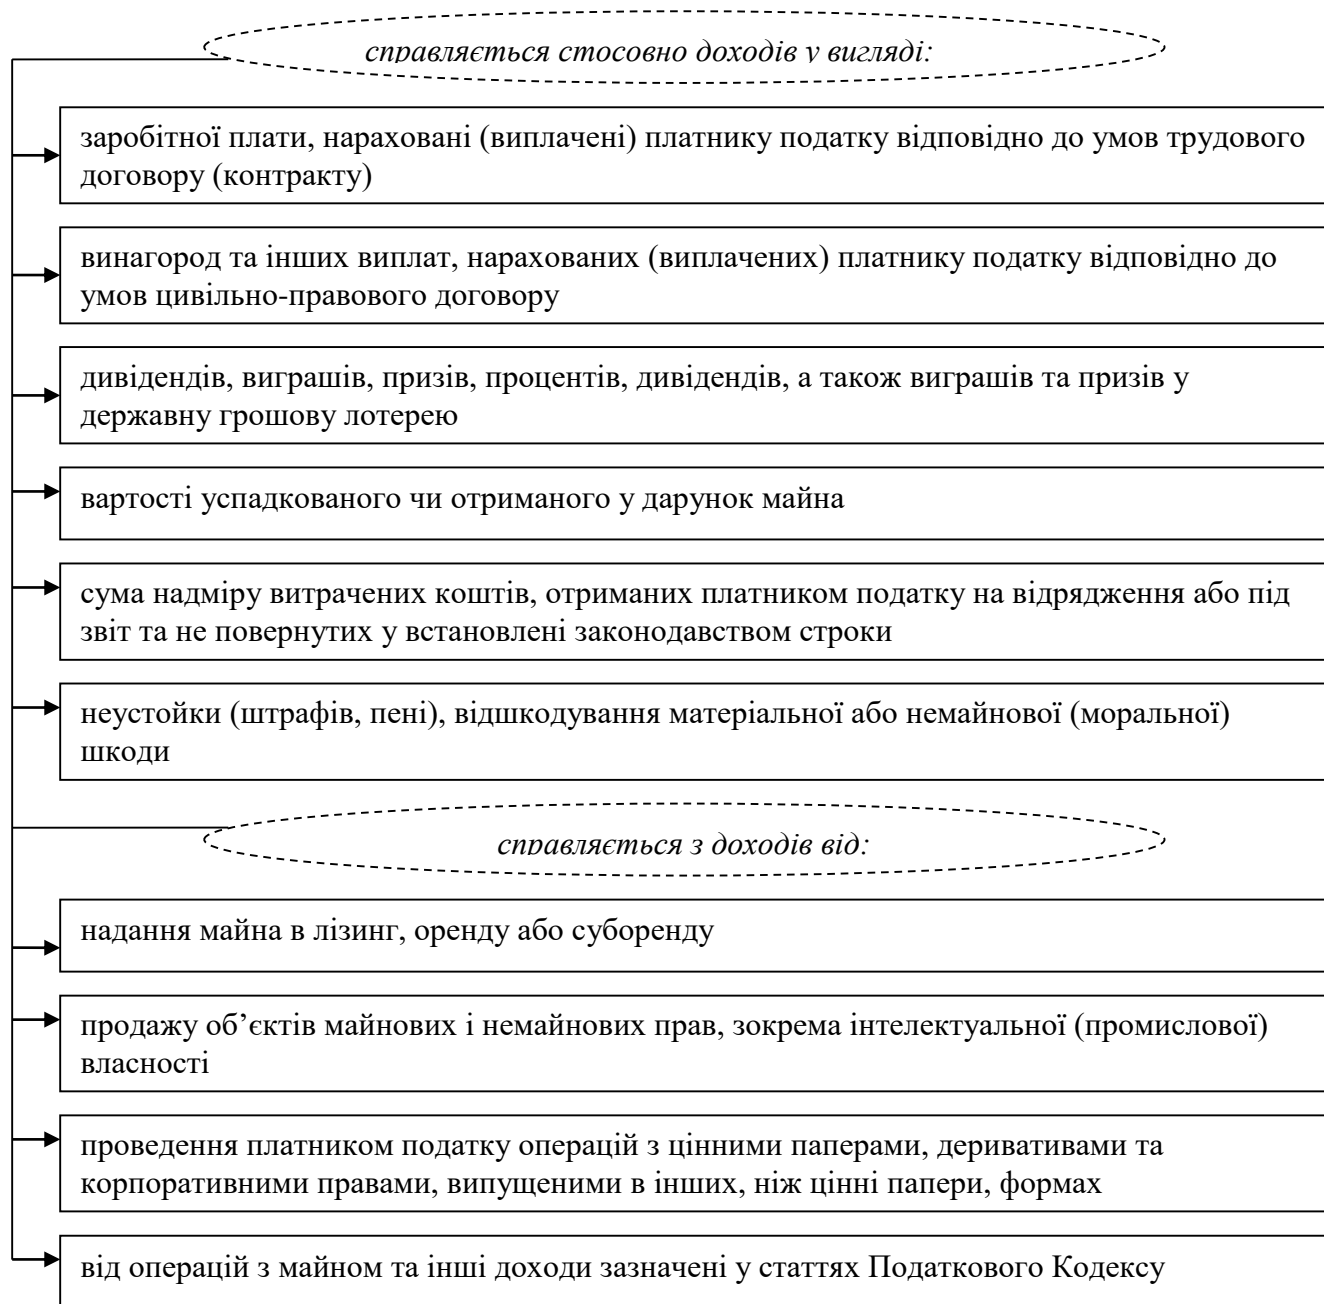 справляється стосовно доходів у вигляді:
заробітної плати, нараховані (виплачені) платнику податку відповідно до умов трудового
договору (контракту)
винагород та інших виплат, нарахованих (виплачених) платнику податку відповідно до
умов цивільно-правового договору
дивідендів, виграшів, призів, процентів, дивідендів, а також виграшів та призів у
державну грошову лотерею
вартості успадкованого чи отриманого у дарунок майна
сума надміру витрачених коштів, отриманих платником податку на відрядження або під
звіт та не повернутих у встановлені законодавством строки
неустойки (штрафів, пені), відшкодування матеріальної або немайнової (моральної)
шкоди
справляється з доходів від:
надання майна в лізинг, оренду або суборенду
продажу об’єктів майнових і немайнових прав, зокрема інтелектуальної (промислової)
власності
проведення платником податку операцій з цінними паперами, деривативами та
корпоративними правами, випущеними в інших, ніж цінні папери, формах
від операцій з майном та інші доходи зазначені у статтях Податкового Кодексу